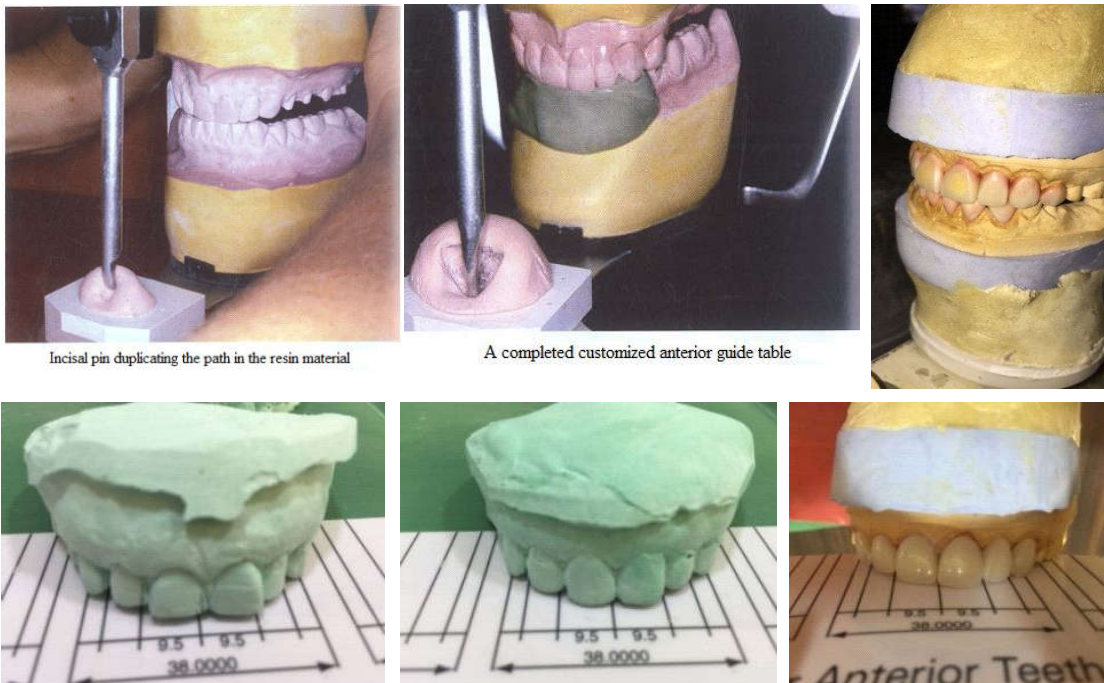 Incisal pin duplicating the path in the resin material
A completed customized anterior guide table
9.5 9.5
38.0000
9.5 9.5
38.0000
9.5 9.5
38.0000
Anterior Teeth